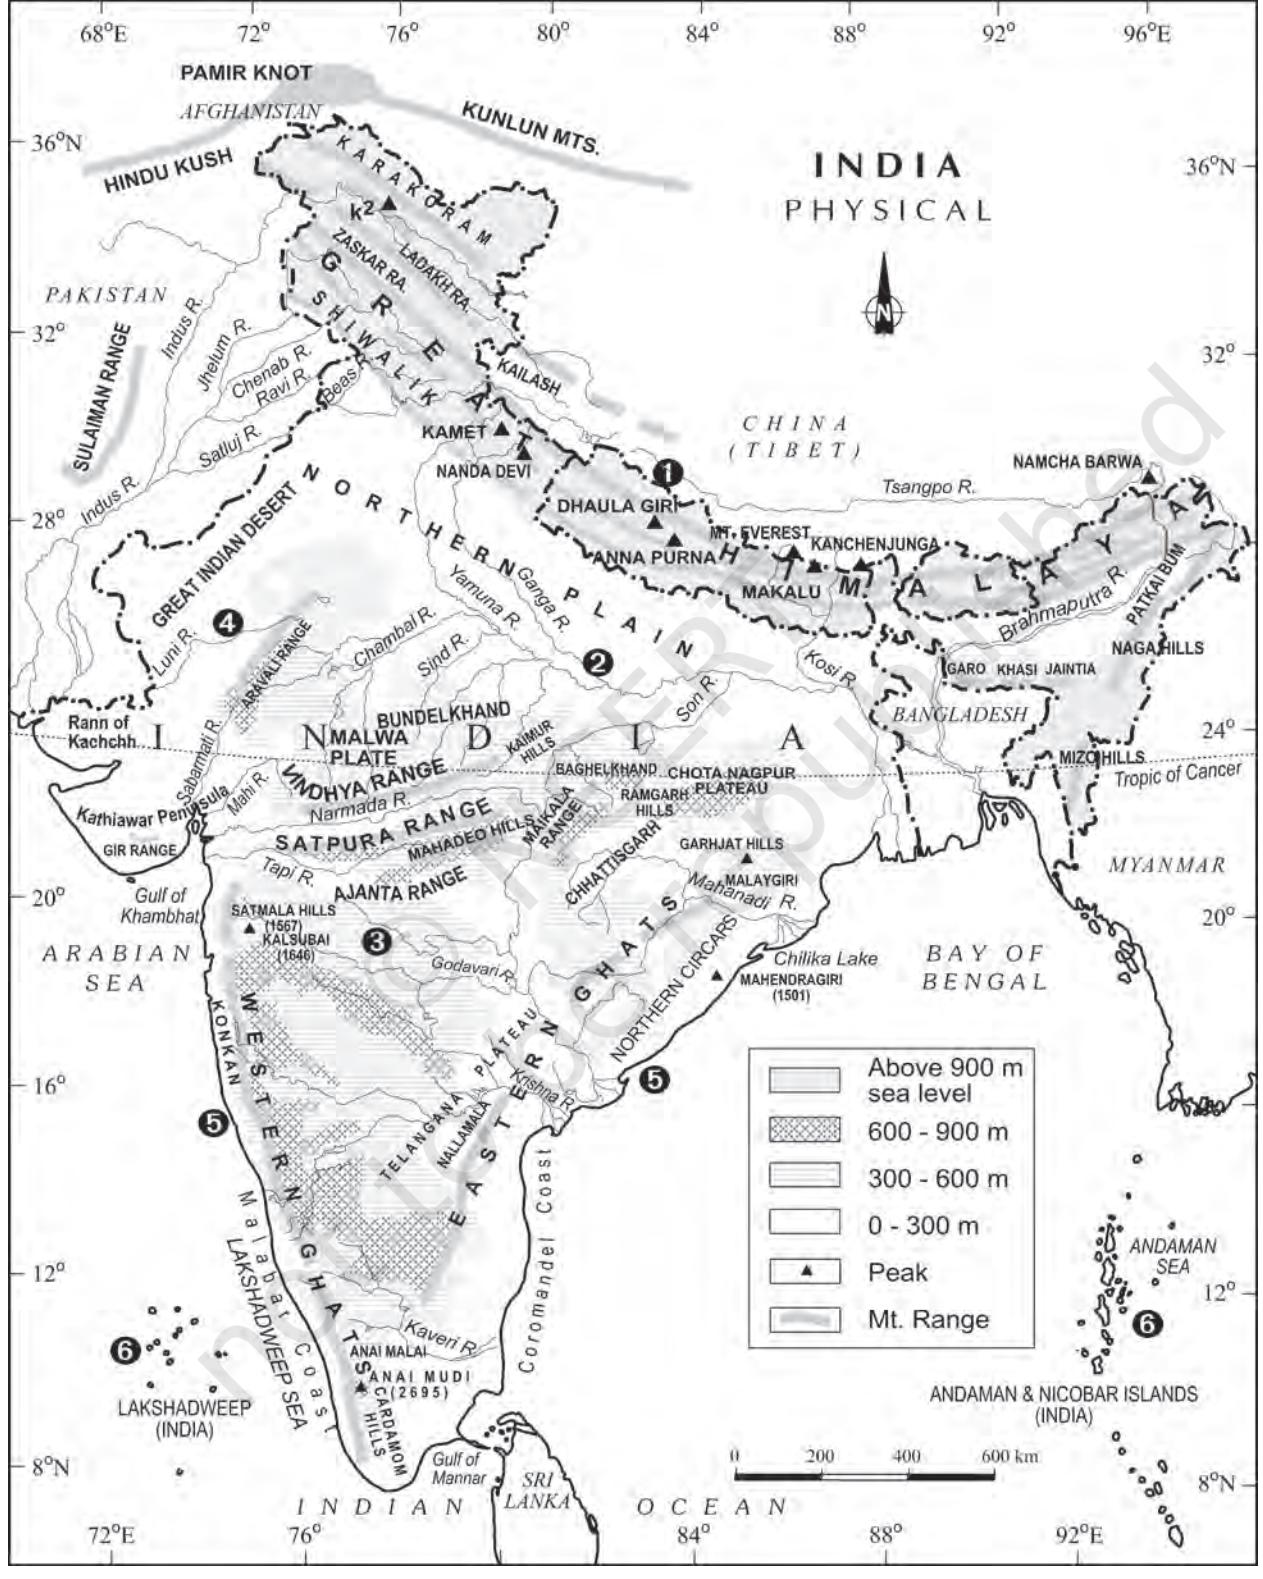 68°E 72° 76° 80° 84° 88° 92° 96°E
PAMIR KNOT
AFGHANISTAN
KUNLUN MTS.
36°N
HINDU KUSH
KARAKORAM
INDIA
PHYSICAL
36°N
K2
ZASKAR RA.
LADAKH RA.
N
PAKISTAN
Indus R.
GREAT HIMALAYA
SHIWALIK
32°
Jhelum R.
SULAIMAN RANGE
Chenab R.
Ravi R.
Beas R.
KAILASH
32°
CHINA
(TIBET)
KAMET
Satluj R.
NANDA DEVI
1
NAMCHA BARWA
Indus R.
Tsangpo R.
NORTHERN PLAIN
DHAULA GIRI
28°
28°
MT. EVEREST
KANCHENJUNGA
ANNA PURNA
GREAT INDIAN DESERT
MAKALU
Yamuna R.
Ganga R.
PATKAI BUM
Brahmaputra R.
4
Luni R.
ARAVALI RANGE
Chambal R.
Sind R.
2
Kosi R.
NAGA HILLS
GARO KHASI JAINTIA
Son R.
Rann of
Kachchh
BUNDELKHAND
BANGLADESH
INDIA
MALWA
PLATE
KAIMUR
HILLS
24°
MIZO HILLS
Tropic of Cancer
Sabarmati R.
Mahi R.
VINDHYA RANGE
BAGHELKHAND
CHOTA NAGPUR
PLATEAU
RAMGARH
HILLS
Narmada R.
Kathiawar Penysula
SATPURA RANGE
MAHADEO HILLS
MAIKALA
RANGE
GIR RANGE
CHHATTISGARH
GARHJAT HILLS
MYANMAR
Tapi R.
AJANTA RANGE
MALAYGIRI
Mahanadi R.
20°
Gulf of
Khambhat
SATMALA HILLS
(1567)
KALSUBAI
(1646)
20°
3
ARABIAN
SEA
Godavari R.
Chilika Lake
BAY OF
BENGAL
MAHENDRAGIRI
(1501)
NORTHERN CIRCARS
EASTERN GHATS
KONKAN
WESTERN GHATS
TELANGANA PLATEAU
Krishna R.
16°
5
5
NALLAMALA
Above 900 m
sea level
600 - 900 m
300 - 600 m
0 - 300 m
Peak
Mt. Range
Malabar Coast
LAKSHADWEEP SEA
Coromandel Coast
ANDAMAN
SEA
12°
12°
6
6
Kaveri R.
ANAI MALAI
ANAI MUDI
(2695)
CARDAMOM
HILLS
LAKSHADWEEP
(INDIA)
ANDAMAN & NICOBAR ISLANDS
(INDIA)
8°N
Gulf of
Mannar
0 200 400 600 km
8°N
SRI
LANKA
INDIAN OCEAN
72°E 76° 84° 88° 92°E
© NCERT
not to be republished